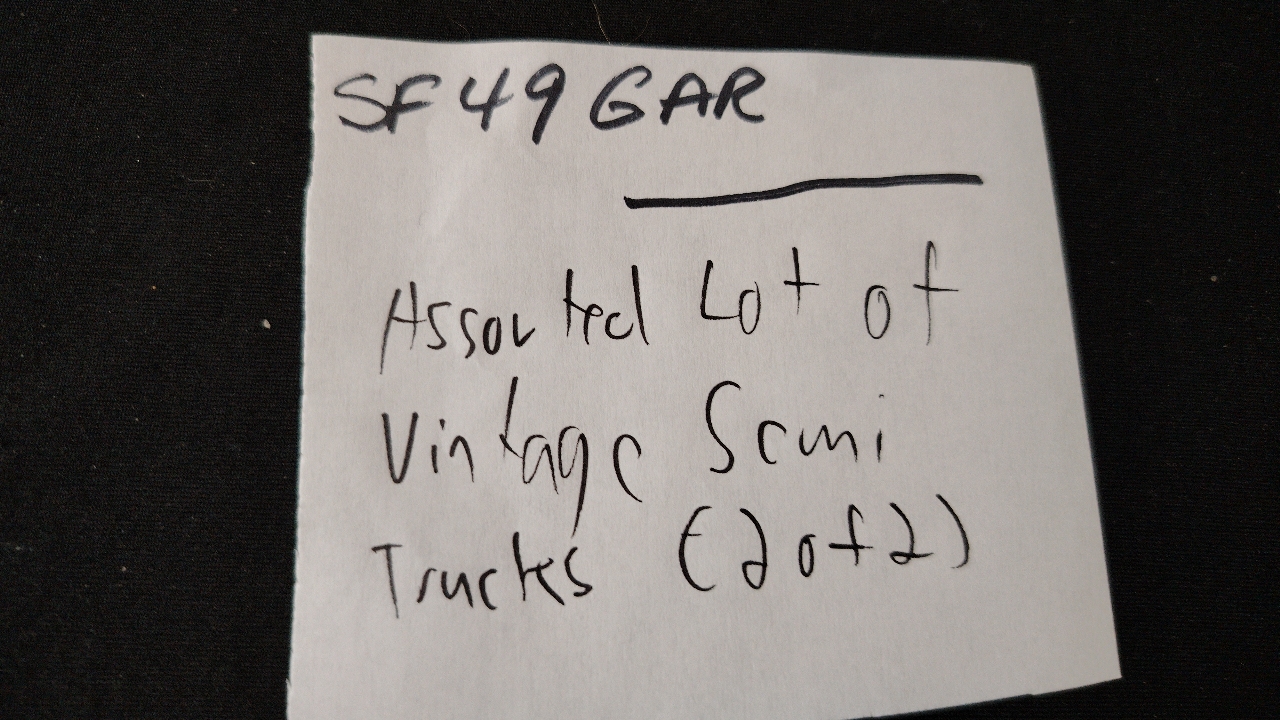 SF49GAR
Assorted Lot of
Vintage Semi
Trucks (2 of 2)